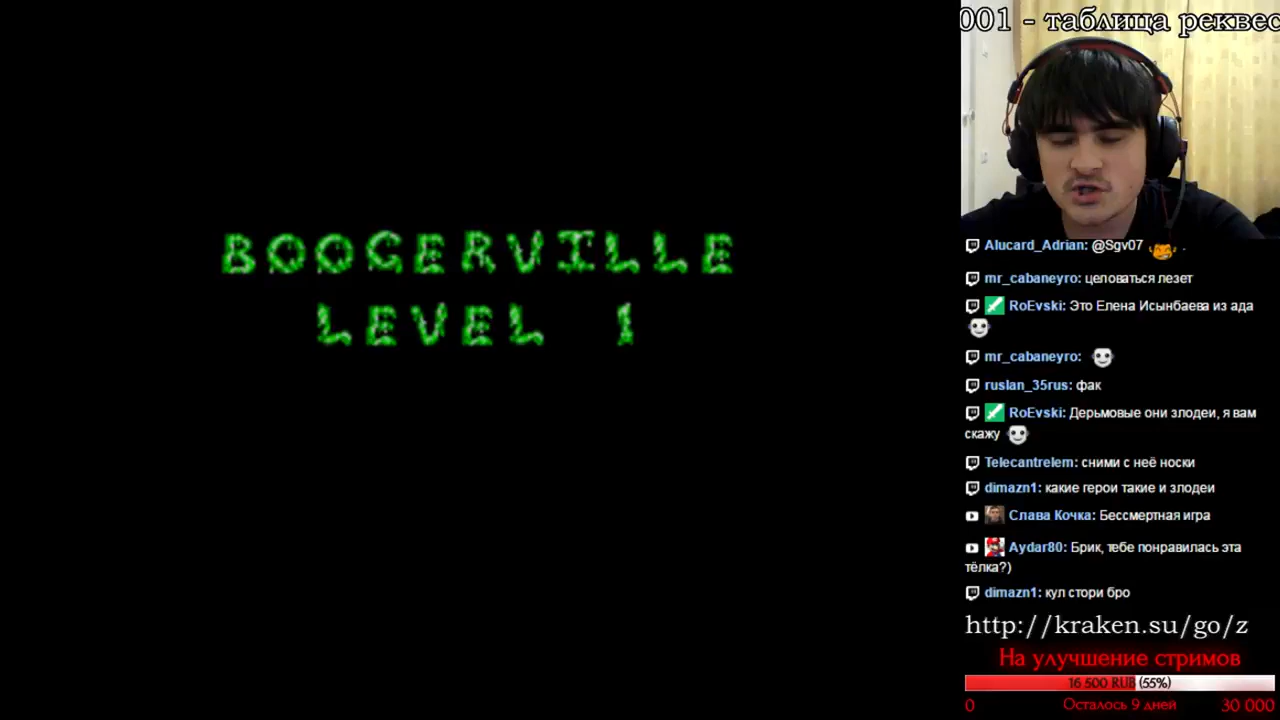 001 - таблица реквес
BOOGERVILLE
LEVEL 1
Alucard_Adrian: @Sgv07
mr_cabaneyro: целоваться лезет
RoEvski: Это Елена Исынбаева из ада
mr_cabaneyro:
ruslan_35rus: фак
RoEvski: Дерьмовые они злодеи, я вам
скажу
Telecantrelem: сними с неё носки
dimazn1: какие герои такие и злодеи
Слава Кочка: Бессмертная игра
Aydar80: Брик, тебе понравилась эта
тёлка?)
dimazn1: кул стори бро
http://kraken.su/go/z
На улучшение стримов
16 500 RUB (55%)
0 Осталось 9 дней 30 000